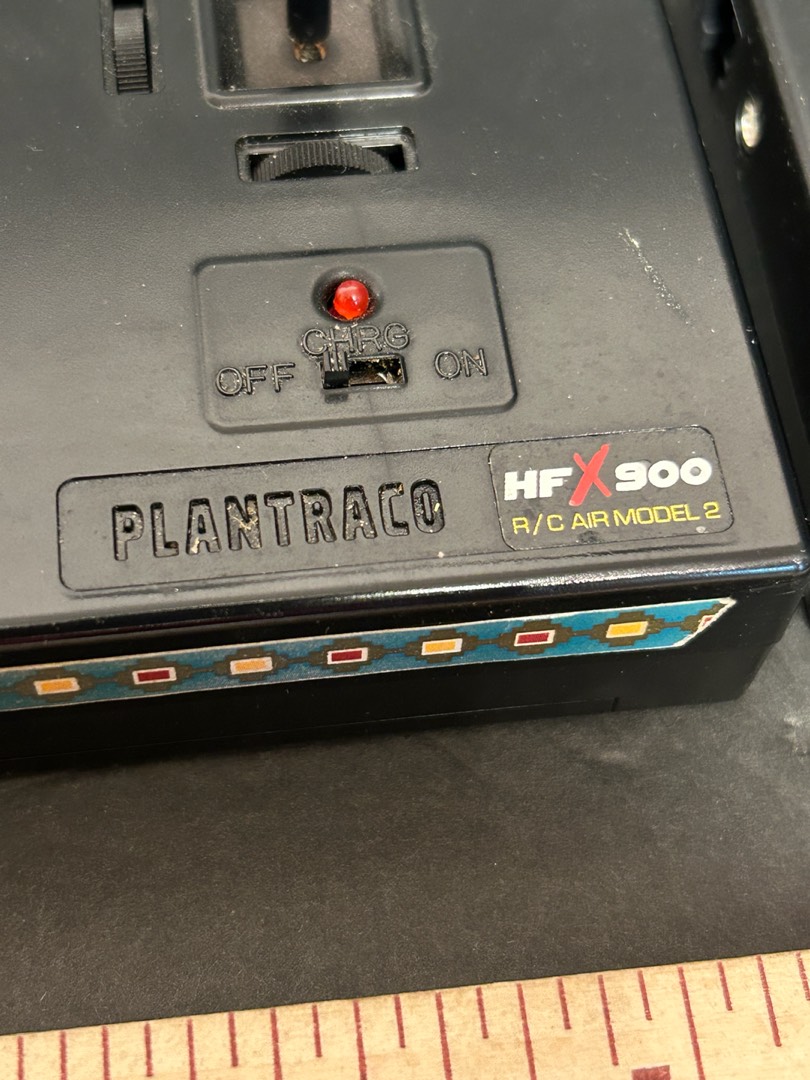 CHRG
OFF ON
PLANTRACO
HFX900
R/C AIR MODEL 2